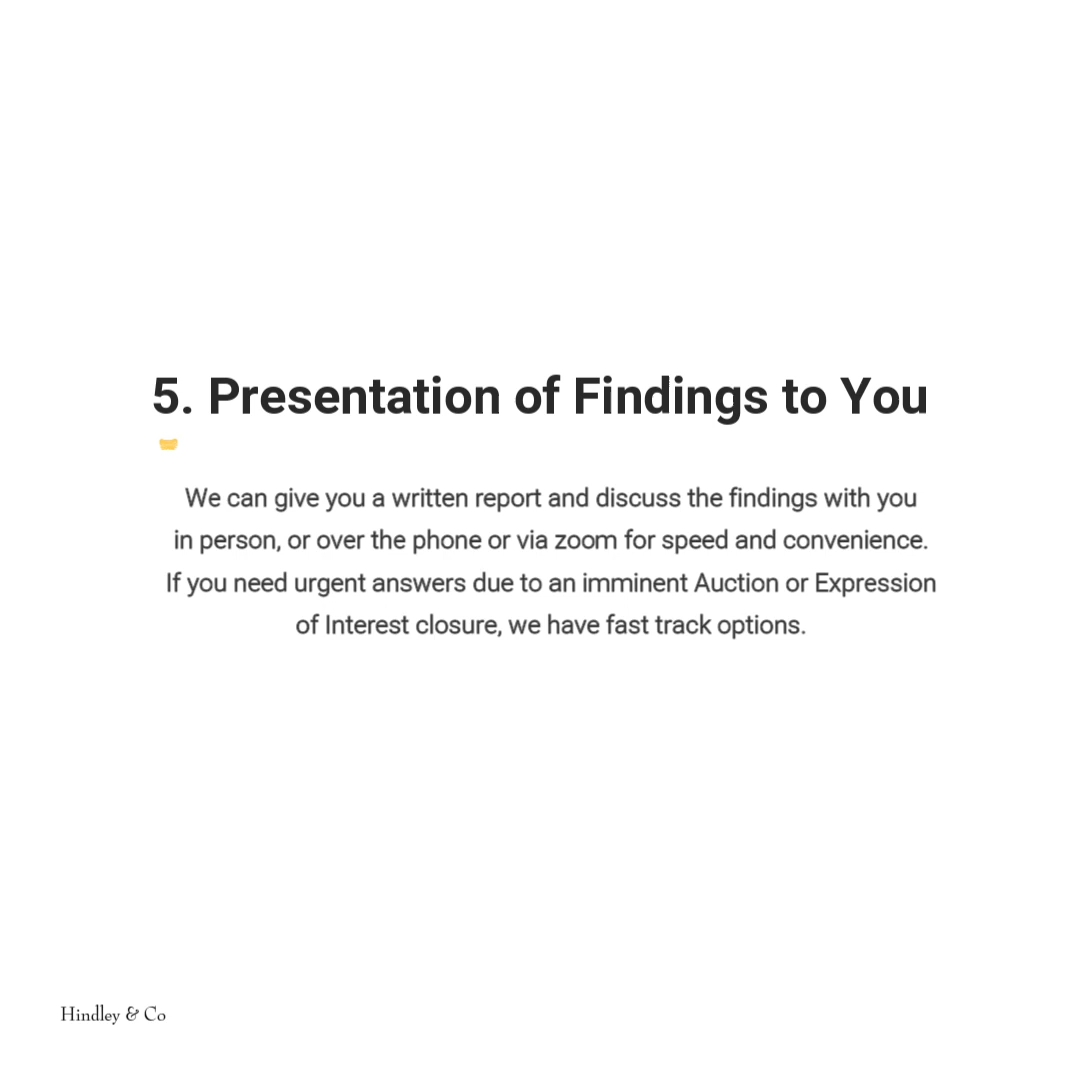 5. Presentation of Findings to You
We can give you a written report and discuss the findings with you
in person, or over the phone or via zoom for speed and convenience.
If you need urgent answers due to an imminent Auction or Expression
of Interest closure, we have fast track options.
Hindley & Co